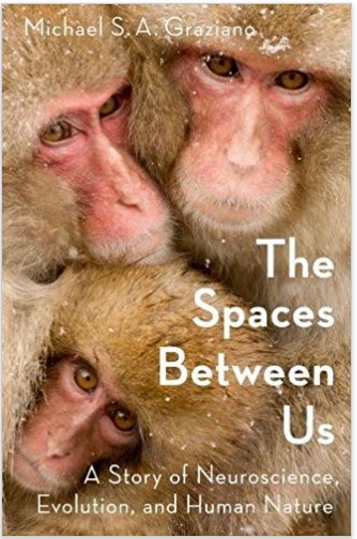 Michael S. A. Graziano
The
Spaces
Between
Us
A Story of Neuroscience,
Evolution, and Human Nature